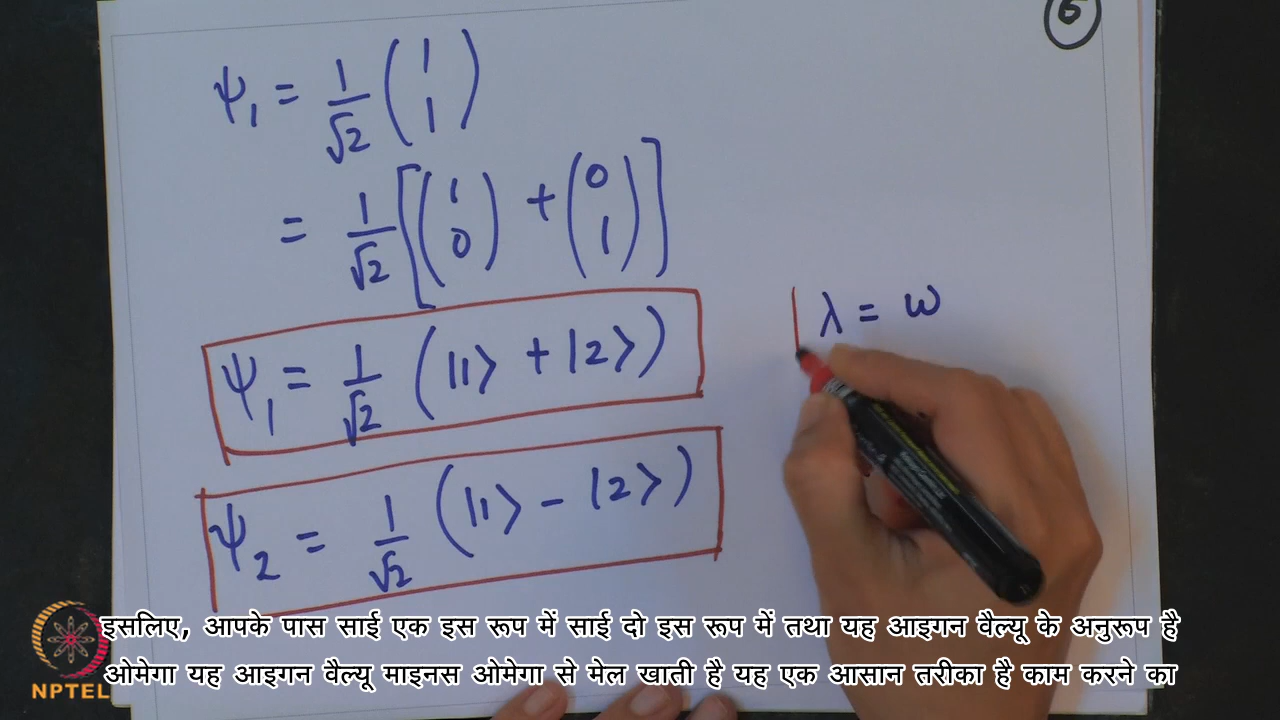 6
ψ₁ = 1/√2 (1 1)
= 1/√2 [(1 0) + (0 1)]
λ = ω
ψ₁ = 1/√2 (|1⟩ + |2⟩)
ψ₂ = 1/√2 (|1⟩ - |2⟩)
इसलिए, आपके पास साई एक इस रूप में साई दो इस रूप में तथा यह आइगन वैल्यू के अनुरूप है
ओमेगा यह आइगन वैल्यू माइनस ओमेगा से मेल खाती है यह एक आसान तरीका है काम करने का
NPTEL